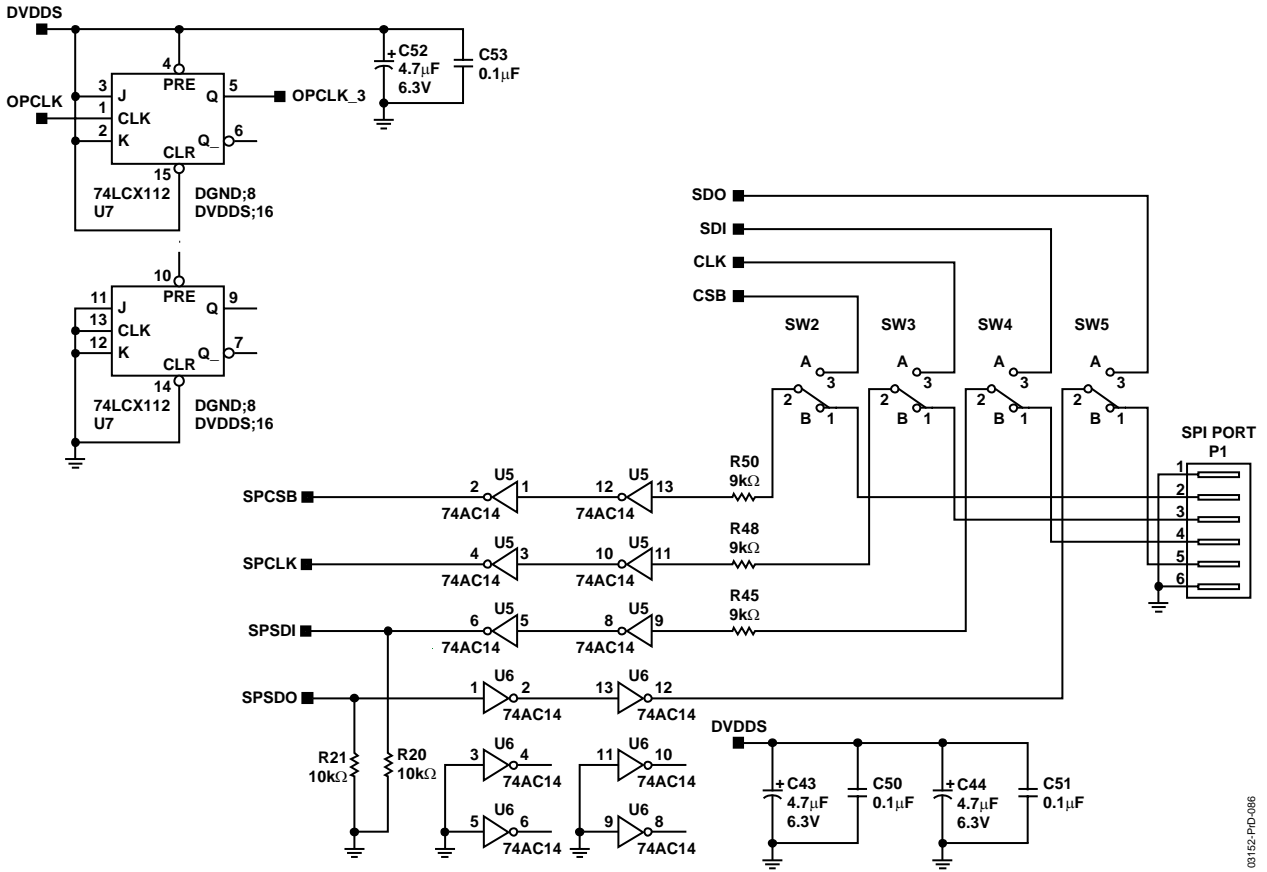 DVDDS
C52
4.7μF
6.3V
+
C53
0.1μF
4
PRE
3
J
Q
5
OPCLK_3
OPCLK
1
CLK
2
K
Q_
6
CLR
15
74LCX112
U7
DGND;8
DVDDS;16
10
PRE
11
J
Q
9
13
CLK
12
K
Q_
7
CLR
14
74LCX112
U7
DGND;8
DVDDS;16
SDO
SDI
CLK
CSB
SW2
SW3
SW4
SW5
A
3
2
B
1
A
3
2
B
1
A
3
2
B
1
A
3
2
B
1
SPI PORT
P1
1
2
3
4
5
6
SPCSB
2
U5
1
74AC14
12
U5
13
74AC14
R50
9kΩ
SPCLK
4
U5
3
74AC14
10
U5
11
74AC14
R48
9kΩ
SPSDI
6
U5
5
74AC14
8
U5
9
74AC14
R45
9kΩ
SPSDO
1
U6
2
74AC14
13
U6
12
74AC14
R21
10kΩ
R20
10kΩ
3
U6
4
74AC14
11
U6
10
74AC14
5
U6
6
74AC14
9
U6
8
74AC14
DVDDS
+
C43
4.7μF
6.3V
C50
0.1μF
+
C44
4.7μF
6.3V
C51
0.1μF
03152-PrD-086